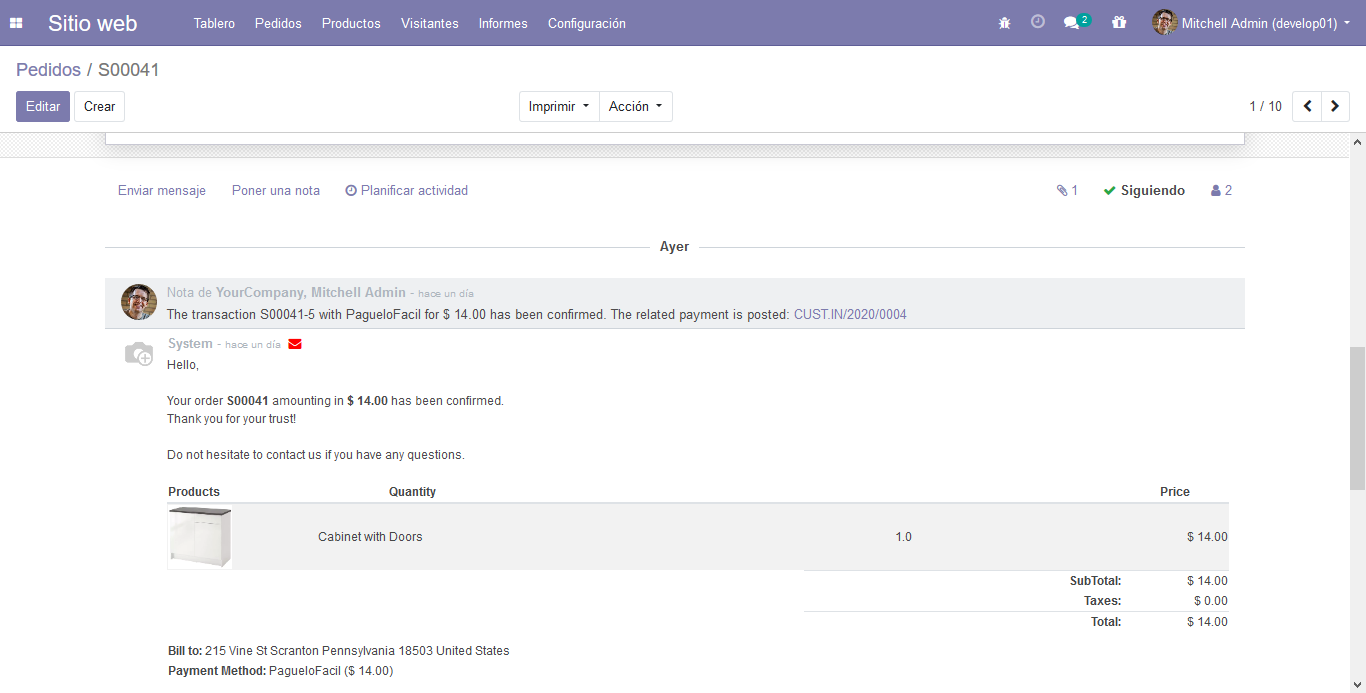 Sitio web Tablero Pedidos Productos Visitantes Informes Configuración 2 Mitchell Admin (develop01)
Pedidos / S00041
Editar Crear Imprimir Acción 1 / 10
Enviar mensaje Poner una nota Planificar actividad 1 Siguiendo 2
Ayer
Nota de YourCompany, Mitchell Admin - hace un día
The transaction S00041-5 with PagueloFacil for $ 14.00 has been confirmed. The related payment is posted: CUST.IN/2020/0004
System - hace un día
Hello,
Your order S00041 amounting in $ 14.00 has been confirmed.
Thank you for your trust!
Do not hesitate to contact us if you have any questions.
Products Quantity Price
Cabinet with Doors 1.0 $ 14.00
SubTotal: $ 14.00
Taxes: $ 0.00
Total: $ 14.00
Bill to: 215 Vine St Scranton Pennsylvania 18503 United States
Payment Method: PagueloFacil ($ 14.00)